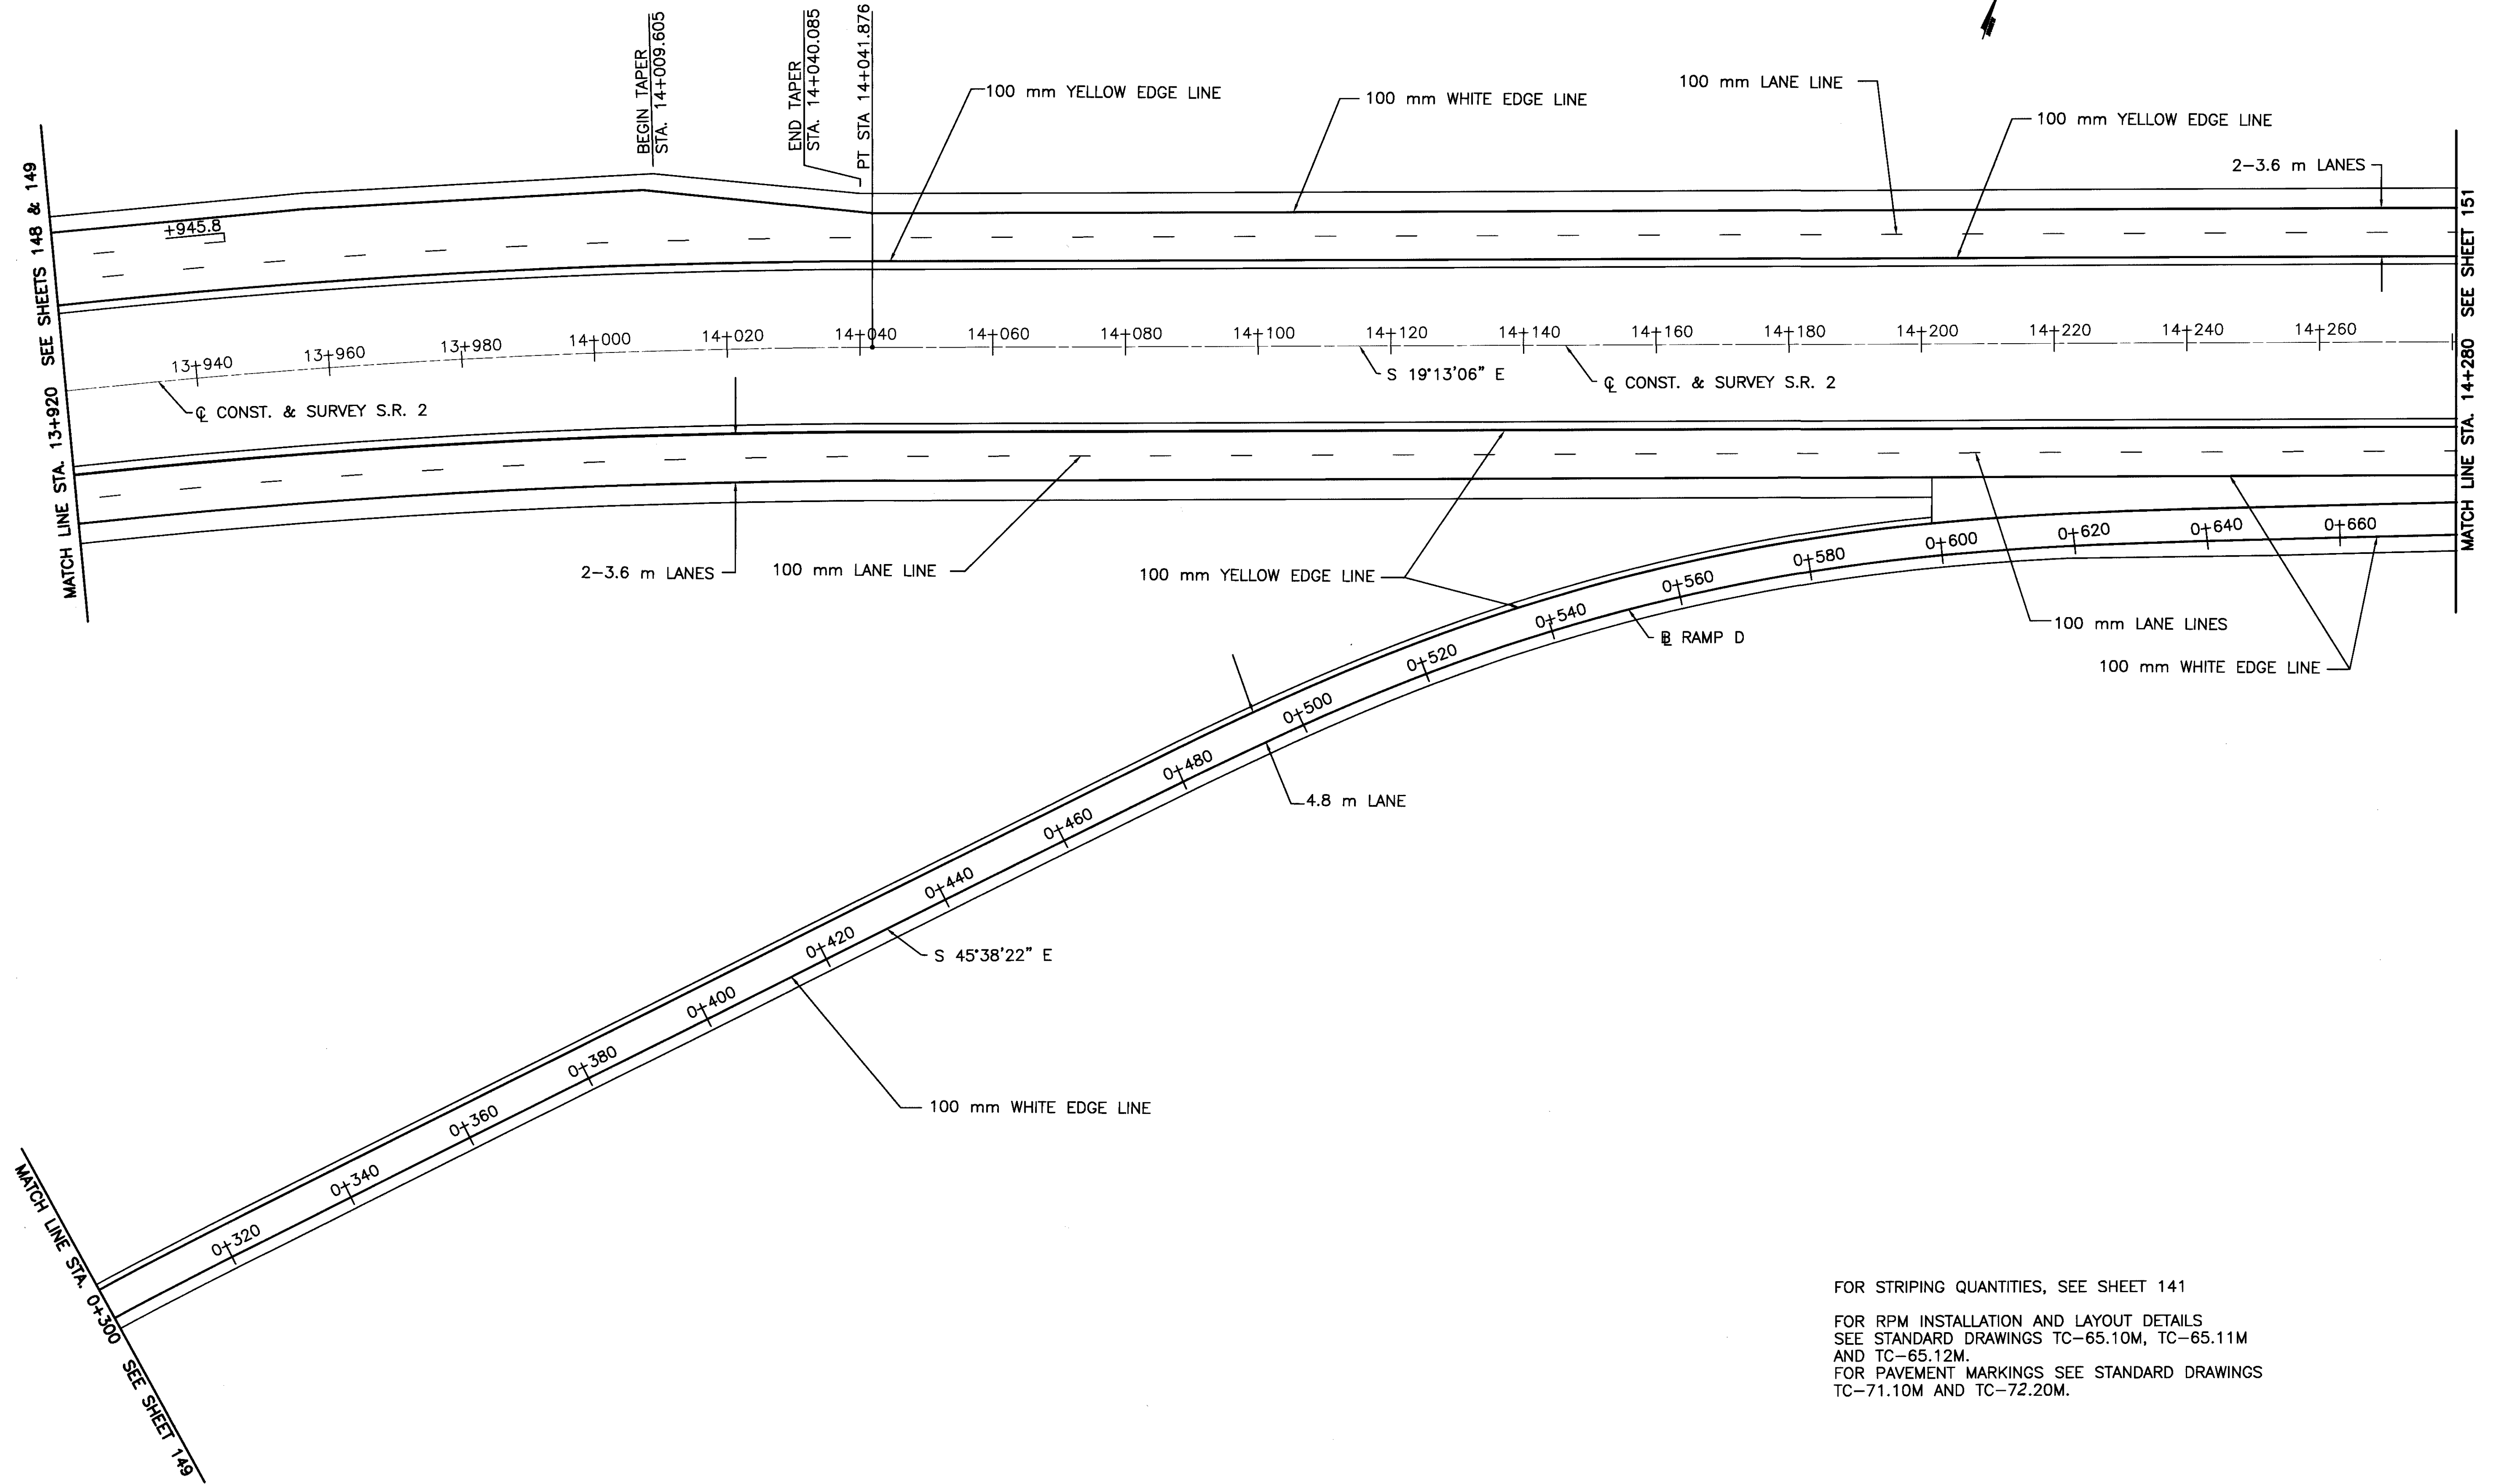 BEGIN TAPER
STA. 14+009.605
END TAPER
STA. 14+040.085
PT STA 14+041.876
100 mm YELLOW EDGE LINE
100 mm WHITE EDGE LINE
100 mm LANE LINE
100 mm YELLOW EDGE LINE
2-3.6 m LANES
MATCH LINE STA. 13+920 SEE SHEETS 148 & 149
+945.8
MATCH LINE STA. 14+280 SEE SHEET 151
13+940
13+960
13+980
14+000
14+020
14+040
14+060
14+080
14+100
14+120
14+140
14+160
14+180
14+200
14+220
14+240
14+260
S 19°13'06" E
℄ CONST. & SURVEY S.R. 2
℄ CONST. & SURVEY S.R. 2
2-3.6 m LANES
100 mm LANE LINE
100 mm YELLOW EDGE LINE
0+660
0+640
0+620
0+600
0+580
0+560
0+540
0+520
0+500
0+480
0+460
0+440
0+420
0+400
0+380
0+360
0+340
0+320
BL RAMP D
100 mm LANE LINES
100 mm WHITE EDGE LINE
4.8 m LANE
S 45°38'22" E
100 mm WHITE EDGE LINE
MATCH LINE STA. 0+300 SEE SHEET 149
FOR STRIPING QUANTITIES, SEE SHEET 141
FOR RPM INSTALLATION AND LAYOUT DETAILS
SEE STANDARD DRAWINGS TC-65.10M, TC-65.11M
AND TC-65.12M.
FOR PAVEMENT MARKINGS SEE STANDARD DRAWINGS
TC-71.10M AND TC-72.20M.